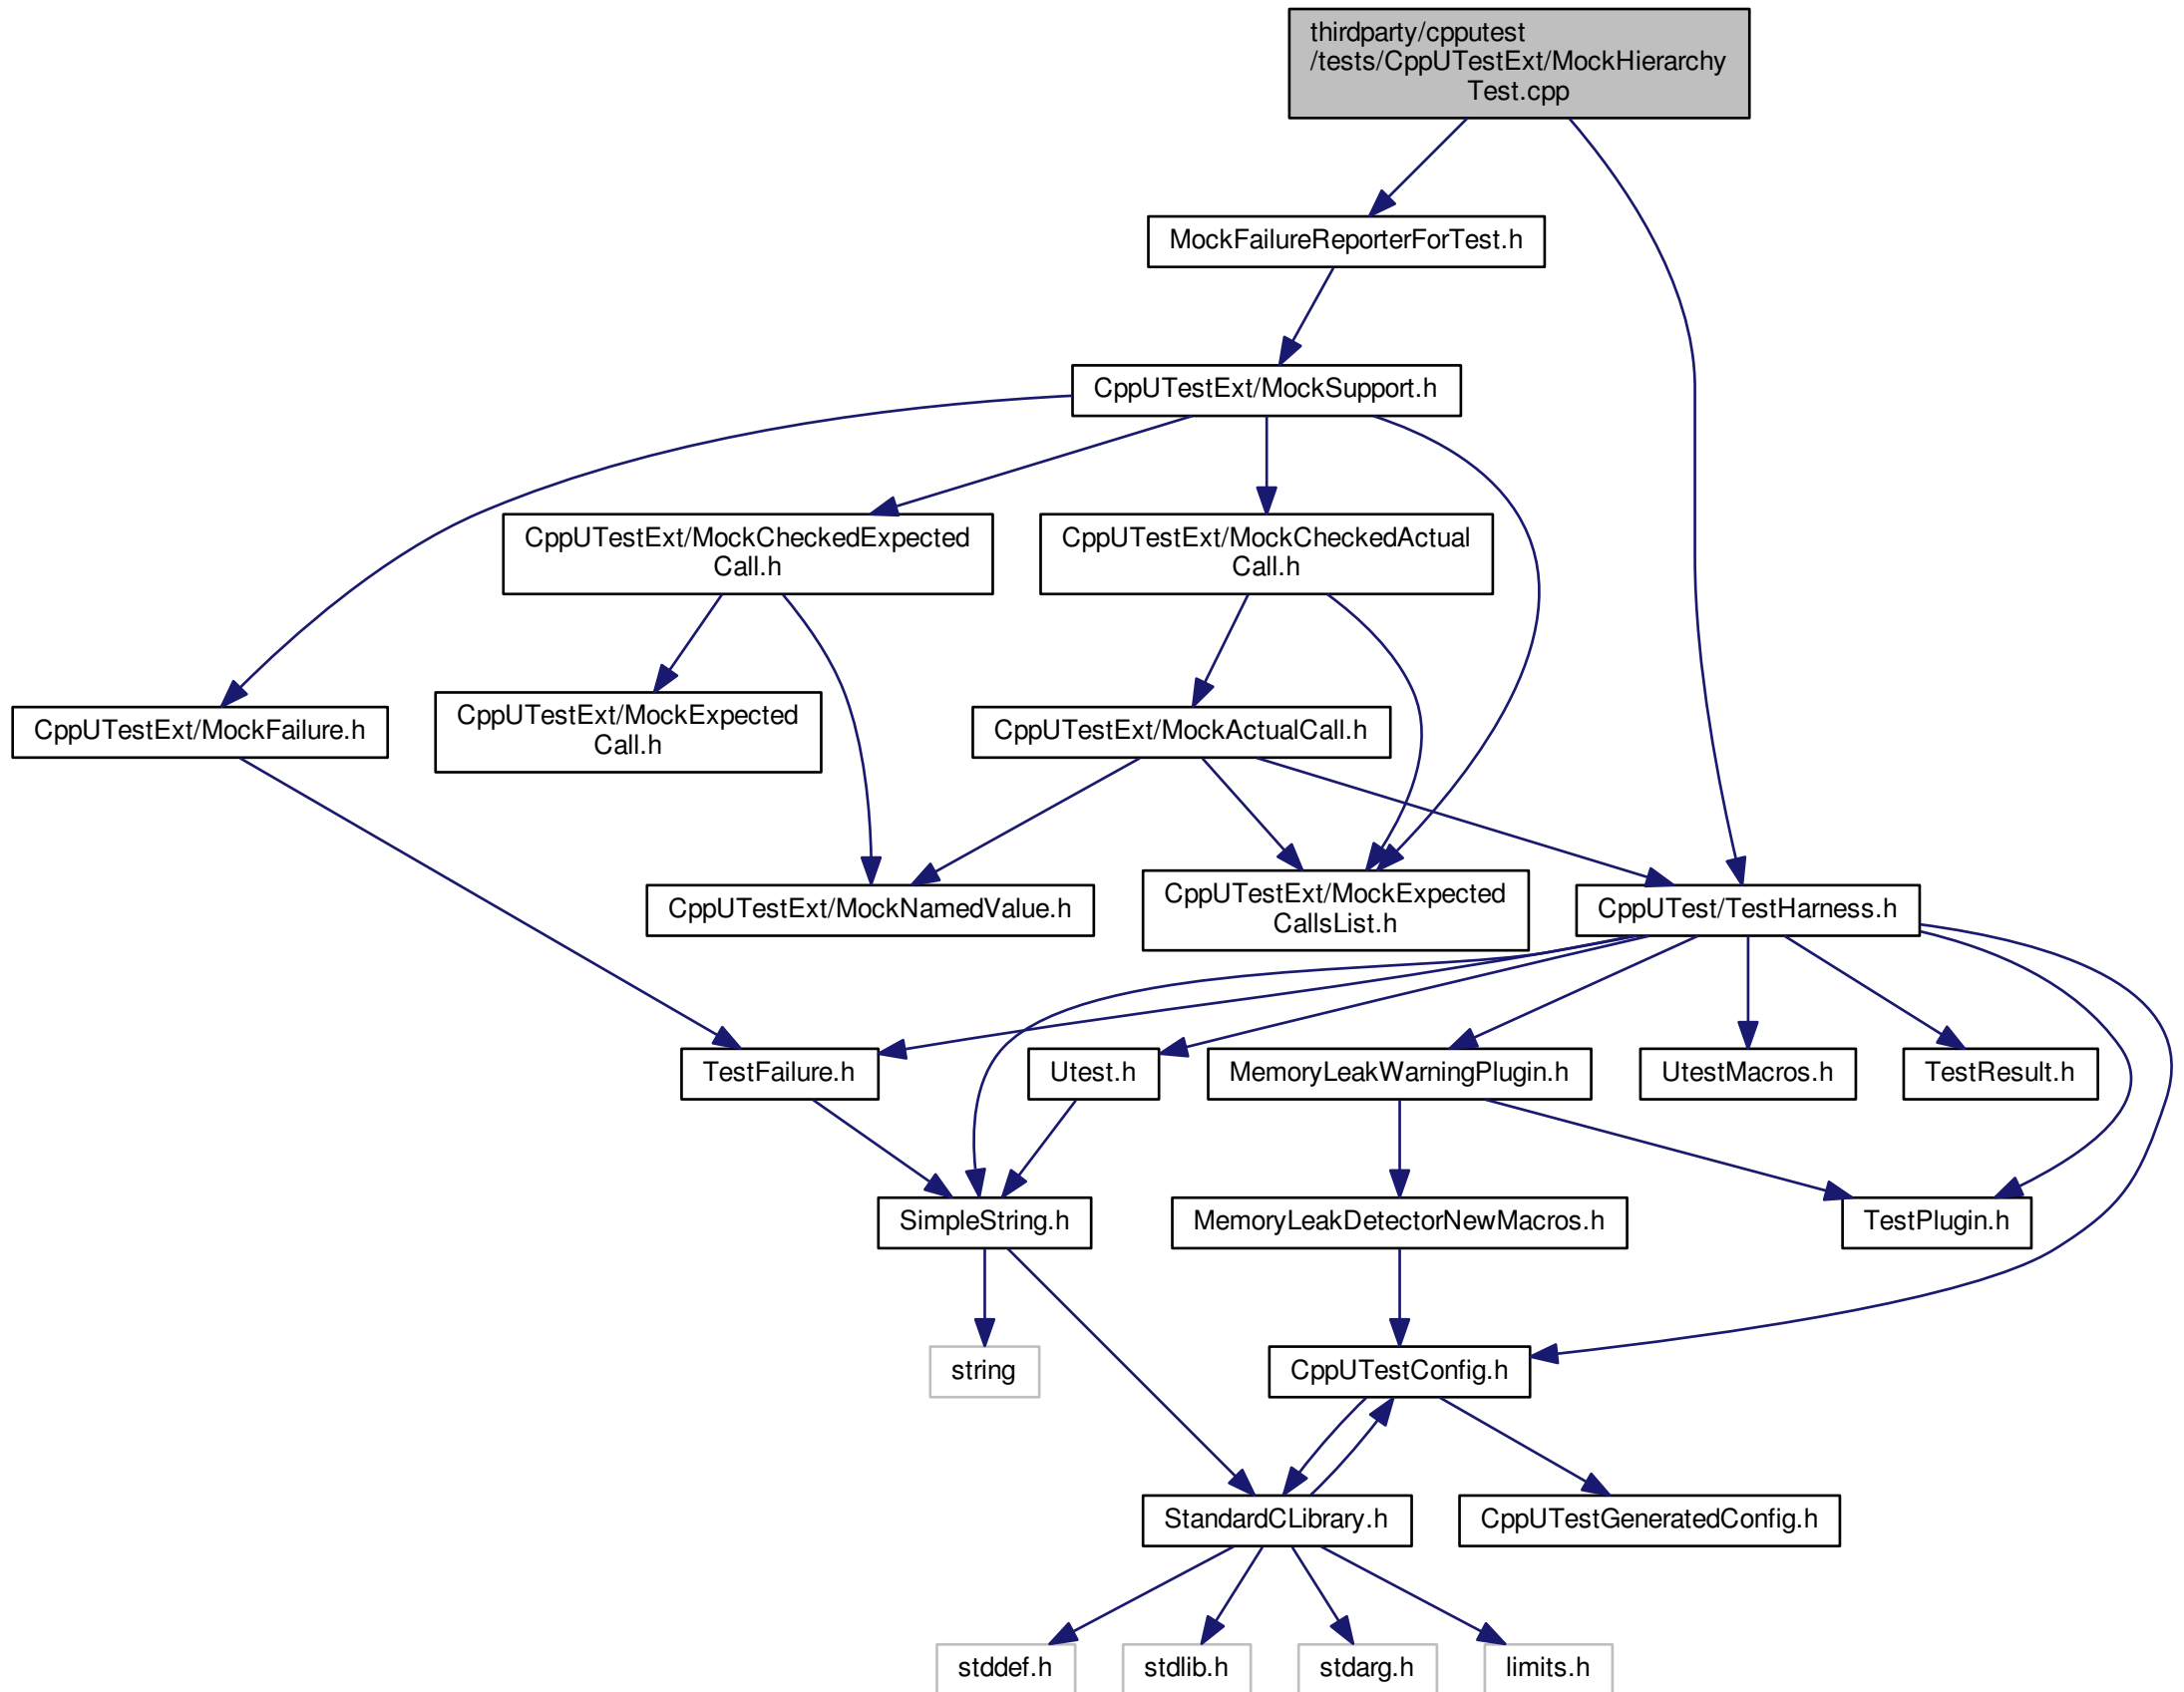 thirdparty/cpputest
/tests/CppUTestExt/MockHierarchy
Test.cpp
MockFailureReporterForTest.h
CppUTestExt/MockSupport.h
CppUTestExt/MockCheckedExpected
Call.h
CppUTestExt/MockCheckedActual
Call.h
CppUTestExt/MockFailure.h
CppUTestExt/MockExpected
Call.h
CppUTestExt/MockActualCall.h
CppUTestExt/MockNamedValue.h
CppUTestExt/MockExpected
CallsList.h
CppUTest/TestHarness.h
TestFailure.h
Utest.h
MemoryLeakWarningPlugin.h
UtestMacros.h
TestResult.h
SimpleString.h
MemoryLeakDetectorNewMacros.h
TestPlugin.h
string
CppUTestConfig.h
StandardCLibrary.h
CppUTestGeneratedConfig.h
stddef.h
stdlib.h
stdarg.h
limits.h